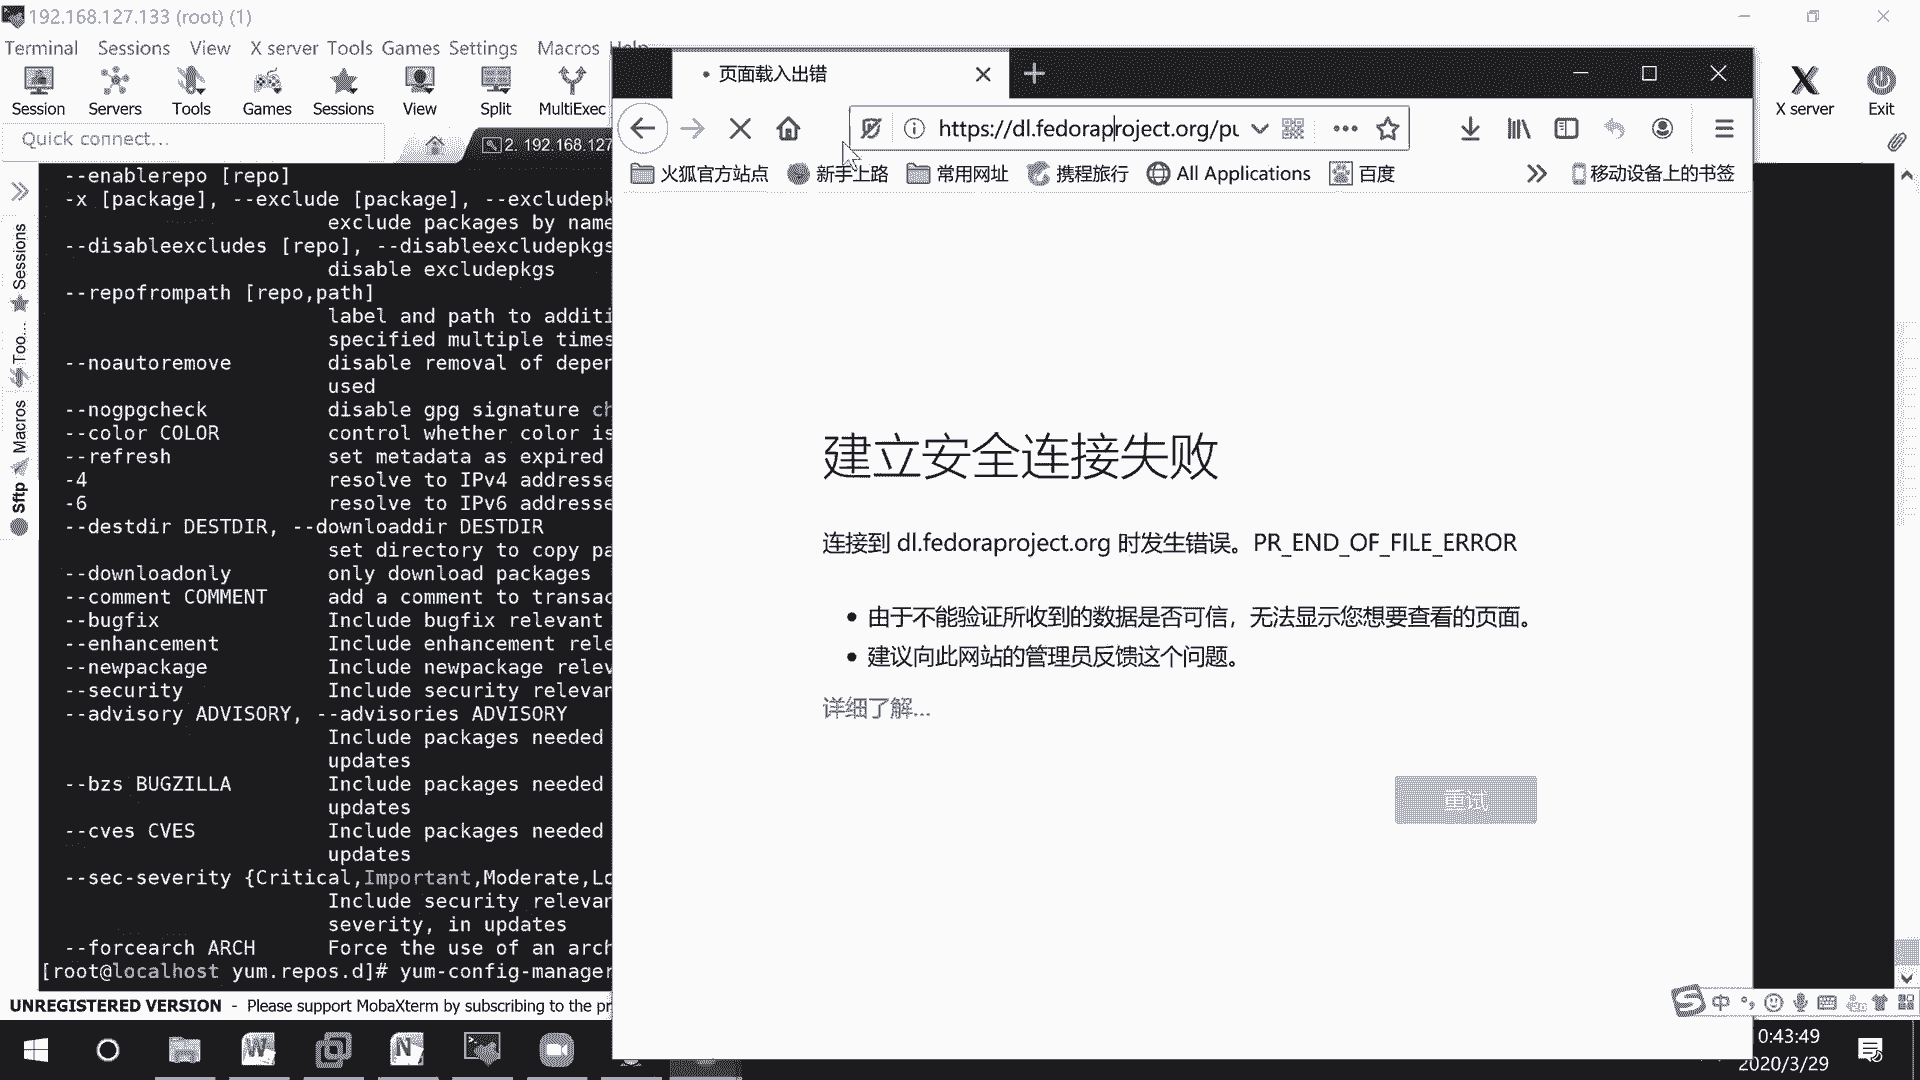 192.168.127.133 (root) (1)
Terminal Sessions View X server Tools Games Settings Macros Help
Session Servers Tools Games Sessions View Split MultiExec
X server Exit
Quick connect...
2. 192.168.127
页面载入出错
https://dl.fedoraproject.org/pu
火狐官方站点 新手上路 常用网址 携程旅行 All Applications 百度
移动设备上的书签
Sessions
Too...
Macros
Sftp
--enablerepo [repo]
-x [package], --exclude [package], --excludepk
exclude packages by name
--disableexcludes [repo], --disableexcludepkgs
disable excludepkgs
--repofrompath [repo,path]
label and path to additi
specified multiple times
--noautoremove disable removal of depen
used
--nogpgcheck disable gpg signature ch
--color COLOR control whether color is
--refresh set metadata as expired
-4 resolve to IPv4 addresse
-6 resolve to IPv6 addresse
--destdir DESTDIR, --downloaddir DESTDIR
set directory to copy pa
--downloadonly only download packages
--comment COMMENT add a comment to transac
--bugfix Include bugfix relevant
--enhancement Include enhancement rele
--newpackage Include newpackage relev
--security Include security relevan
--advisory ADVISORY, --advisories ADVISORY
Include packages needed
updates
--bzs BUGZILLA Include packages needed
updates
--cves CVES Include packages needed
updates
--sec-severity {Critical,Important,Moderate,Lo
Include security relevan
severity, in updates
--forcearch ARCH Force the use of an arch
[root@localhost yum.repos.d]# yum-config-manager
建立安全连接失败
连接到 dl.fedoraproject.org 时发生错误。PR_END_OF_FILE_ERROR
• 由于不能验证所收到的数据是否可信，无法显示您想要查看的页面。
• 建议向此网站的管理员反馈这个问题。
详细了解...
重试
UNREGISTERED VERSION - Please support MobaXterm by subscribing to the pr
中
0:43:49
2020/3/29